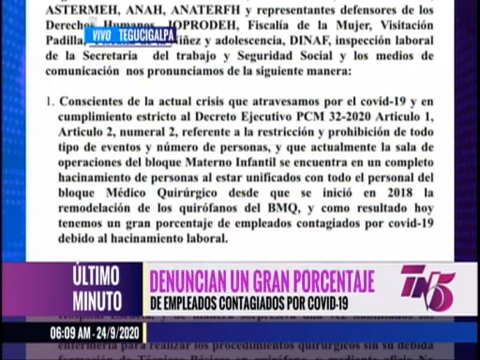 ASTERMEH, ANAH, ANATERFH y representantes defensores de los
Derechos Humanos, IOPRODEH, Fiscalía de la Mujer, Visitación
VIVO TEGUCIGALPA
Padilla, niñez y adolescencia, DINAF, inspección laboral
de la Secretaria del trabajo y Seguridad Social y los medios de
comunicación nos pronunciamos de la siguiente manera:
1. Conscientes de la actual crisis que atravesamos por el covid-19 y en
cumplimiento estricto al Decreto Ejecutivo PCM 32-2020 Artículo 1,
Articulo 2, numeral 2, referente a la restricción y prohibición de todo
tipo de eventos y número de personas, y que actualmente la sala de
operaciones del bloque Materno Infantil se encuentra en un completo
hacinamiento de personas al estar unificados con todo el personal del
bloque Médico Quirúrgico desde que se inició en 2018 la
remodelación de los quirófanos del BMQ, y como resultado hoy
tenemos un gran porcentaje de empleados contagiados por covid-19
debido al hacinamiento laboral.
ÚLTIMO
MINUTO
DENUNCIAN UN GRAN PORCENTAJE
DE EMPLEADOS CONTAGIADOS POR COVID-19
TN5
06:09 AM-24/9/2020